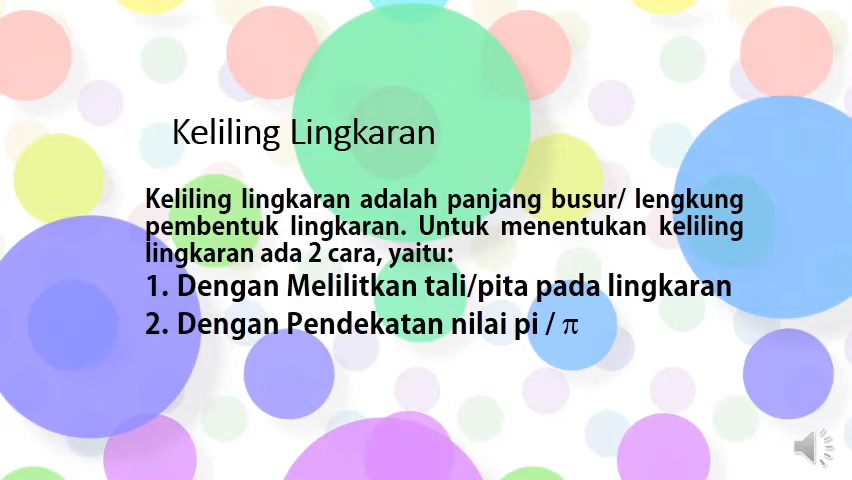 Keliling Lingkaran
Keliling lingkaran adalah panjang busur/ lengkung
pembentuk lingkaran. Untuk menentukan keliling
lingkaran ada 2 cara, yaitu:
1. Dengan Melilitkan tali/pita pada lingkaran
2. Dengan Pendekatan nilai pi / π